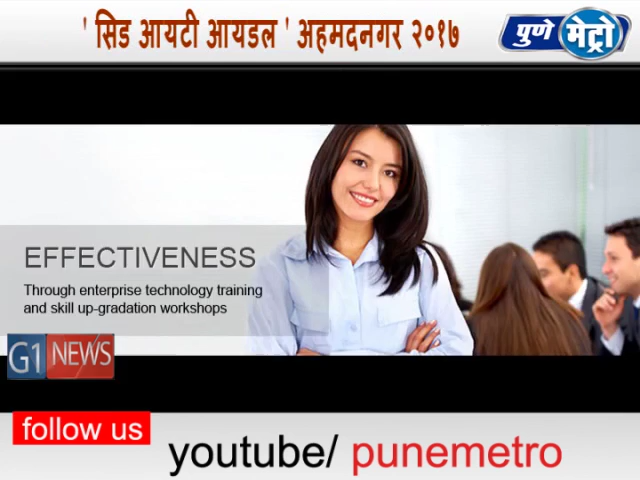 ' सिड आयटी आयडल ' अहमदनगर २०१७
पुणे मेट्रो
EFFECTIVENESS
Through enterprise technology training
and skill up-gradation workshops
G1 NEWS
follow us
youtube/ punemetro